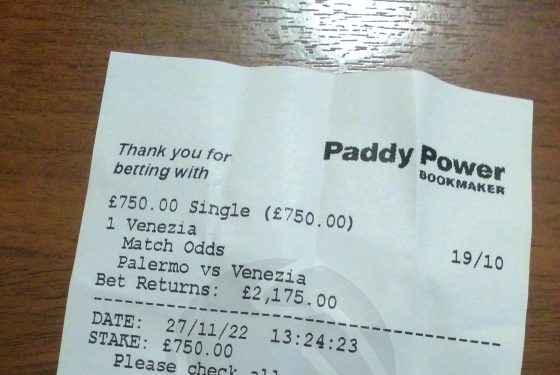 Thank you for
betting with
Paddy Power
BOOKMAKER
£750.00 Single (£750.00)
1 Venezia 19/10
Match Odds
Palermo vs Venezia
Bet Returns: £2,175.00
DATE: 27/11/22 13:24:23
STAKE: £750.00
Please check all